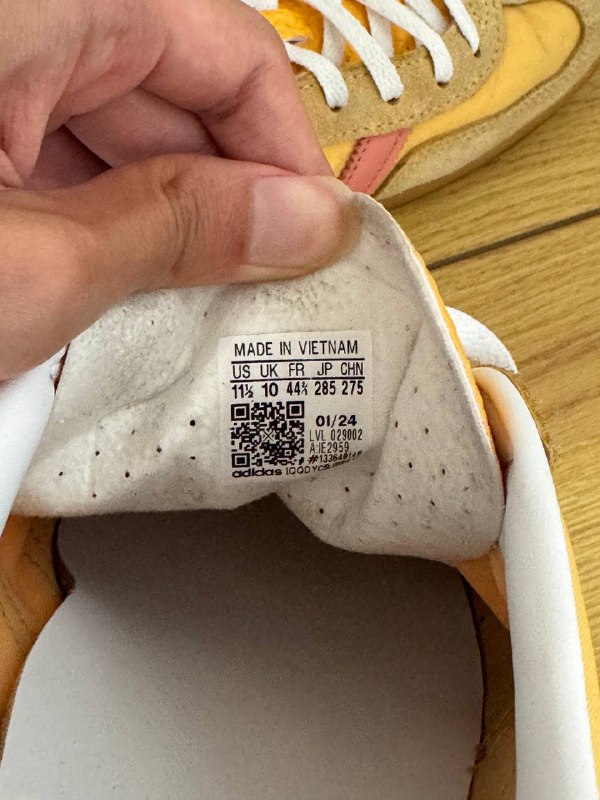 MADE IN VIETNAM
US UK FR JP CHN
11½ 10 44⅔ 285 275
01/24
LVL 029002
A:IE2959
adidas